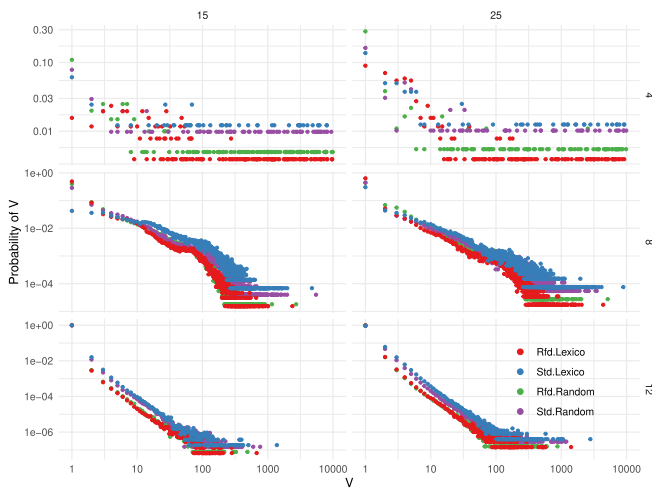 15 25
0.30
0.10
0.03
0.01
4
1e+00
1e−02
1e−04
8
Probability of V
1e+00
1e−02
1e−04
1e−06
12
Rfd.Lexico
Std.Lexico
Rfd.Random
Std.Random
1 10 100 1000 10000 1 10 100 1000 10000
V